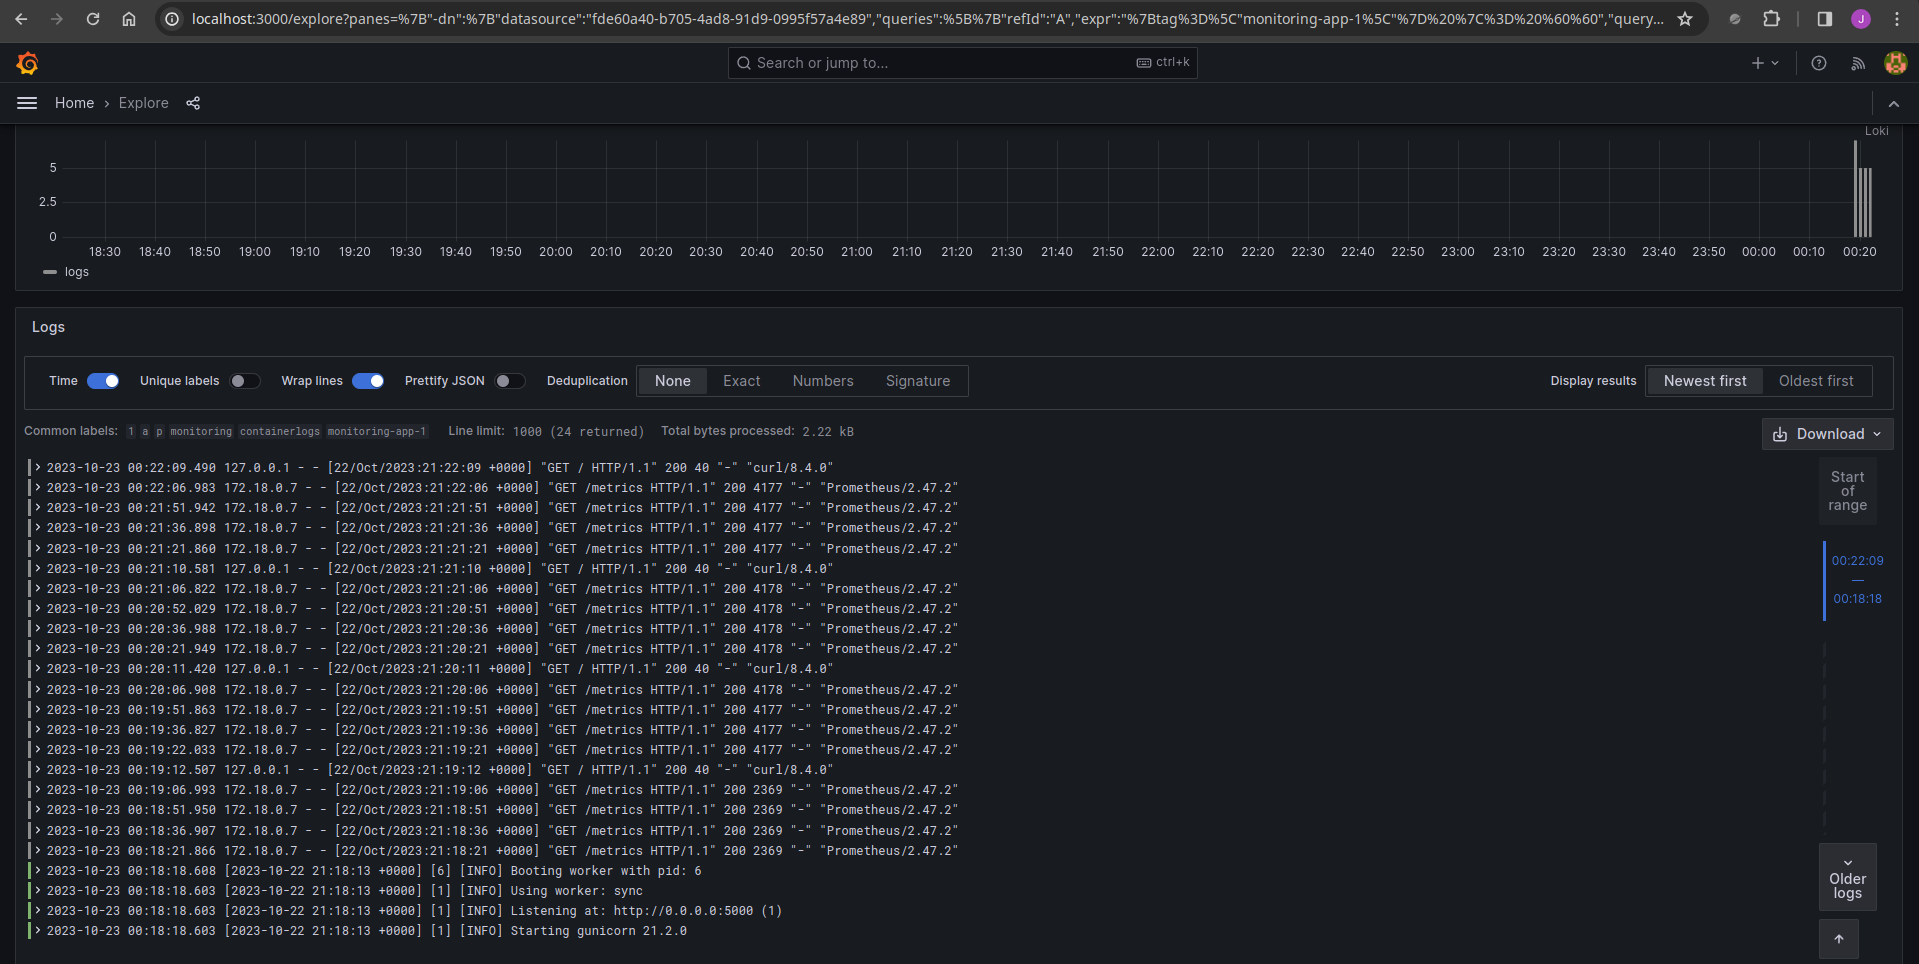 localhost:3000/explore?panes=%7B"-dn":%7B"datasource":"fde60a40-b705-4ad8-91d9-0995f57a4e89","queries":%5B%7B"refId":"A","expr":"%7Btag%3D%5C"monitoring-app-1%5C"%7D%20%7C%3D%20%60%60","query...
J
Search or jump to...
ctrl+k
Home › Explore
Loki
5
2.5
0
18:30 18:40 18:50 19:00 19:10 19:20 19:30 19:40 19:50 20:00 20:10 20:20 20:30 20:40 20:50 21:00 21:10 21:20 21:30 21:40 21:50 22:00 22:10 22:20 22:30 22:40 22:50 23:00 23:10 23:20 23:30 23:40 23:50 00:00 00:10 00:20
logs
Logs
Time Unique labels Wrap lines Prettify JSON Deduplication None Exact Numbers Signature Display results Newest first Oldest first
Common labels: 1 a p monitoring containerlogs monitoring-app-1 Line limit: 1000 (24 returned) Total bytes processed: 2.22 kB
Download
2023-10-23 00:22:09.490 127.0.0.1 - - [22/Oct/2023:21:22:09 +0000] "GET / HTTP/1.1" 200 40 "-" "curl/8.4.0"
2023-10-23 00:22:06.983 172.18.0.7 - - [22/Oct/2023:21:22:06 +0000] "GET /metrics HTTP/1.1" 200 4177 "-" "Prometheus/2.47.2"
2023-10-23 00:21:51.942 172.18.0.7 - - [22/Oct/2023:21:21:51 +0000] "GET /metrics HTTP/1.1" 200 4177 "-" "Prometheus/2.47.2"
2023-10-23 00:21:36.898 172.18.0.7 - - [22/Oct/2023:21:21:36 +0000] "GET /metrics HTTP/1.1" 200 4177 "-" "Prometheus/2.47.2"
2023-10-23 00:21:21.860 172.18.0.7 - - [22/Oct/2023:21:21:21 +0000] "GET /metrics HTTP/1.1" 200 4177 "-" "Prometheus/2.47.2"
2023-10-23 00:21:10.581 127.0.0.1 - - [22/Oct/2023:21:21:10 +0000] "GET / HTTP/1.1" 200 40 "-" "curl/8.4.0"
2023-10-23 00:21:06.822 172.18.0.7 - - [22/Oct/2023:21:21:06 +0000] "GET /metrics HTTP/1.1" 200 4178 "-" "Prometheus/2.47.2"
2023-10-23 00:20:52.029 172.18.0.7 - - [22/Oct/2023:21:20:51 +0000] "GET /metrics HTTP/1.1" 200 4178 "-" "Prometheus/2.47.2"
2023-10-23 00:20:36.988 172.18.0.7 - - [22/Oct/2023:21:20:36 +0000] "GET /metrics HTTP/1.1" 200 4178 "-" "Prometheus/2.47.2"
2023-10-23 00:20:21.949 172.18.0.7 - - [22/Oct/2023:21:20:21 +0000] "GET /metrics HTTP/1.1" 200 4178 "-" "Prometheus/2.47.2"
2023-10-23 00:20:11.420 127.0.0.1 - - [22/Oct/2023:21:20:11 +0000] "GET / HTTP/1.1" 200 40 "-" "curl/8.4.0"
2023-10-23 00:20:06.908 172.18.0.7 - - [22/Oct/2023:21:20:06 +0000] "GET /metrics HTTP/1.1" 200 4178 "-" "Prometheus/2.47.2"
2023-10-23 00:19:51.863 172.18.0.7 - - [22/Oct/2023:21:19:51 +0000] "GET /metrics HTTP/1.1" 200 4177 "-" "Prometheus/2.47.2"
2023-10-23 00:19:36.827 172.18.0.7 - - [22/Oct/2023:21:19:36 +0000] "GET /metrics HTTP/1.1" 200 4177 "-" "Prometheus/2.47.2"
2023-10-23 00:19:22.033 172.18.0.7 - - [22/Oct/2023:21:19:21 +0000] "GET /metrics HTTP/1.1" 200 4177 "-" "Prometheus/2.47.2"
2023-10-23 00:19:12.507 127.0.0.1 - - [22/Oct/2023:21:19:12 +0000] "GET / HTTP/1.1" 200 40 "-" "curl/8.4.0"
2023-10-23 00:19:06.993 172.18.0.7 - - [22/Oct/2023:21:19:06 +0000] "GET /metrics HTTP/1.1" 200 2369 "-" "Prometheus/2.47.2"
2023-10-23 00:18:51.950 172.18.0.7 - - [22/Oct/2023:21:18:51 +0000] "GET /metrics HTTP/1.1" 200 2369 "-" "Prometheus/2.47.2"
2023-10-23 00:18:36.907 172.18.0.7 - - [22/Oct/2023:21:18:36 +0000] "GET /metrics HTTP/1.1" 200 2369 "-" "Prometheus/2.47.2"
2023-10-23 00:18:21.866 172.18.0.7 - - [22/Oct/2023:21:18:21 +0000] "GET /metrics HTTP/1.1" 200 2369 "-" "Prometheus/2.47.2"
2023-10-23 00:18:18.608 [2023-10-22 21:18:13 +0000] [6] [INFO] Booting worker with pid: 6
2023-10-23 00:18:18.603 [2023-10-22 21:18:13 +0000] [1] [INFO] Using worker: sync
2023-10-23 00:18:18.603 [2023-10-22 21:18:13 +0000] [1] [INFO] Listening at: http://0.0.0.0:5000 (1)
2023-10-23 00:18:18.603 [2023-10-22 21:18:13 +0000] [1] [INFO] Starting gunicorn 21.2.0
Start
of
range
00:22:09
—
00:18:18
Older
logs